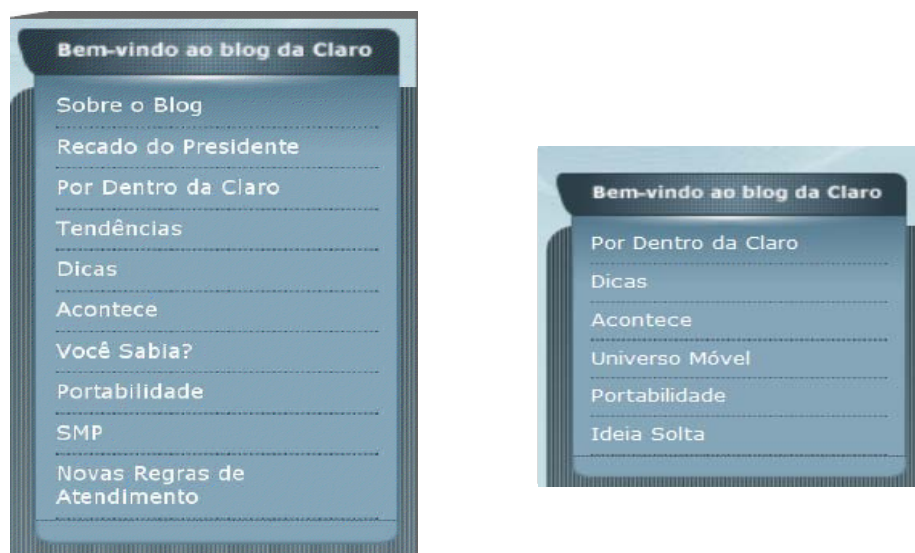 Bem-vindo ao blog da Claro
Sobre o Blog
Recado do Presidente
Por Dentro da Claro
Tendências
Dicas
Acontece
Você Sabia?
Portabilidade
SMP
Novas Regras de
Atendimento
Bem-vindo ao blog da Claro
Por Dentro da Claro
Dicas
Acontece
Universo Móvel
Portabilidade
Ideia Solta